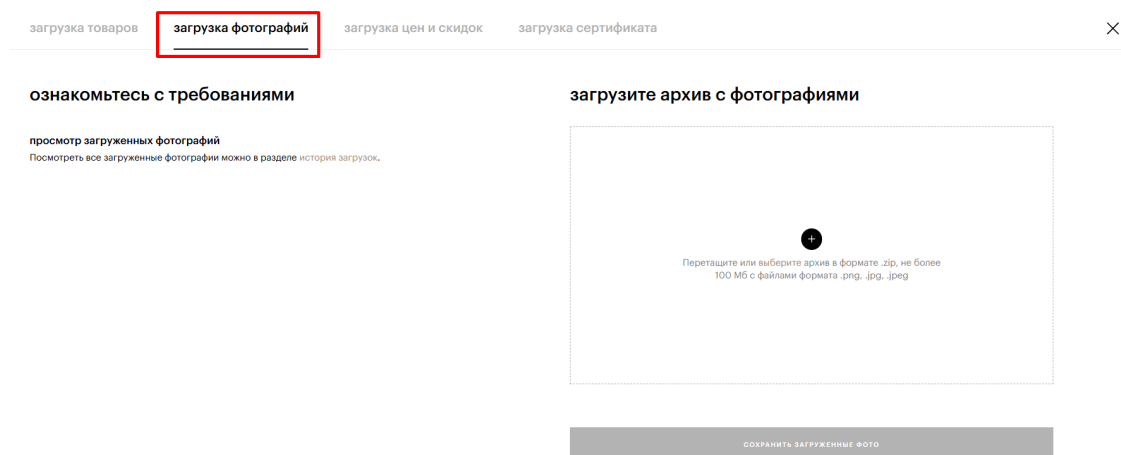 загрузка товаров загрузка фотографий загрузка цен и скидок загрузка сертификата
ознакомьтесь с требованиями
просмотр загруженных фотографий
Посмотреть все загруженные фотографии можно в разделе история загрузок.
загрузите архив с фотографиями
Перетащите или выберите архив в формате .zip, не более
100 Мб с файлами формата .png, .jpg, .jpeg
СОХРАНИТЬ ЗАГРУЖЕННЫЕ ФОТО